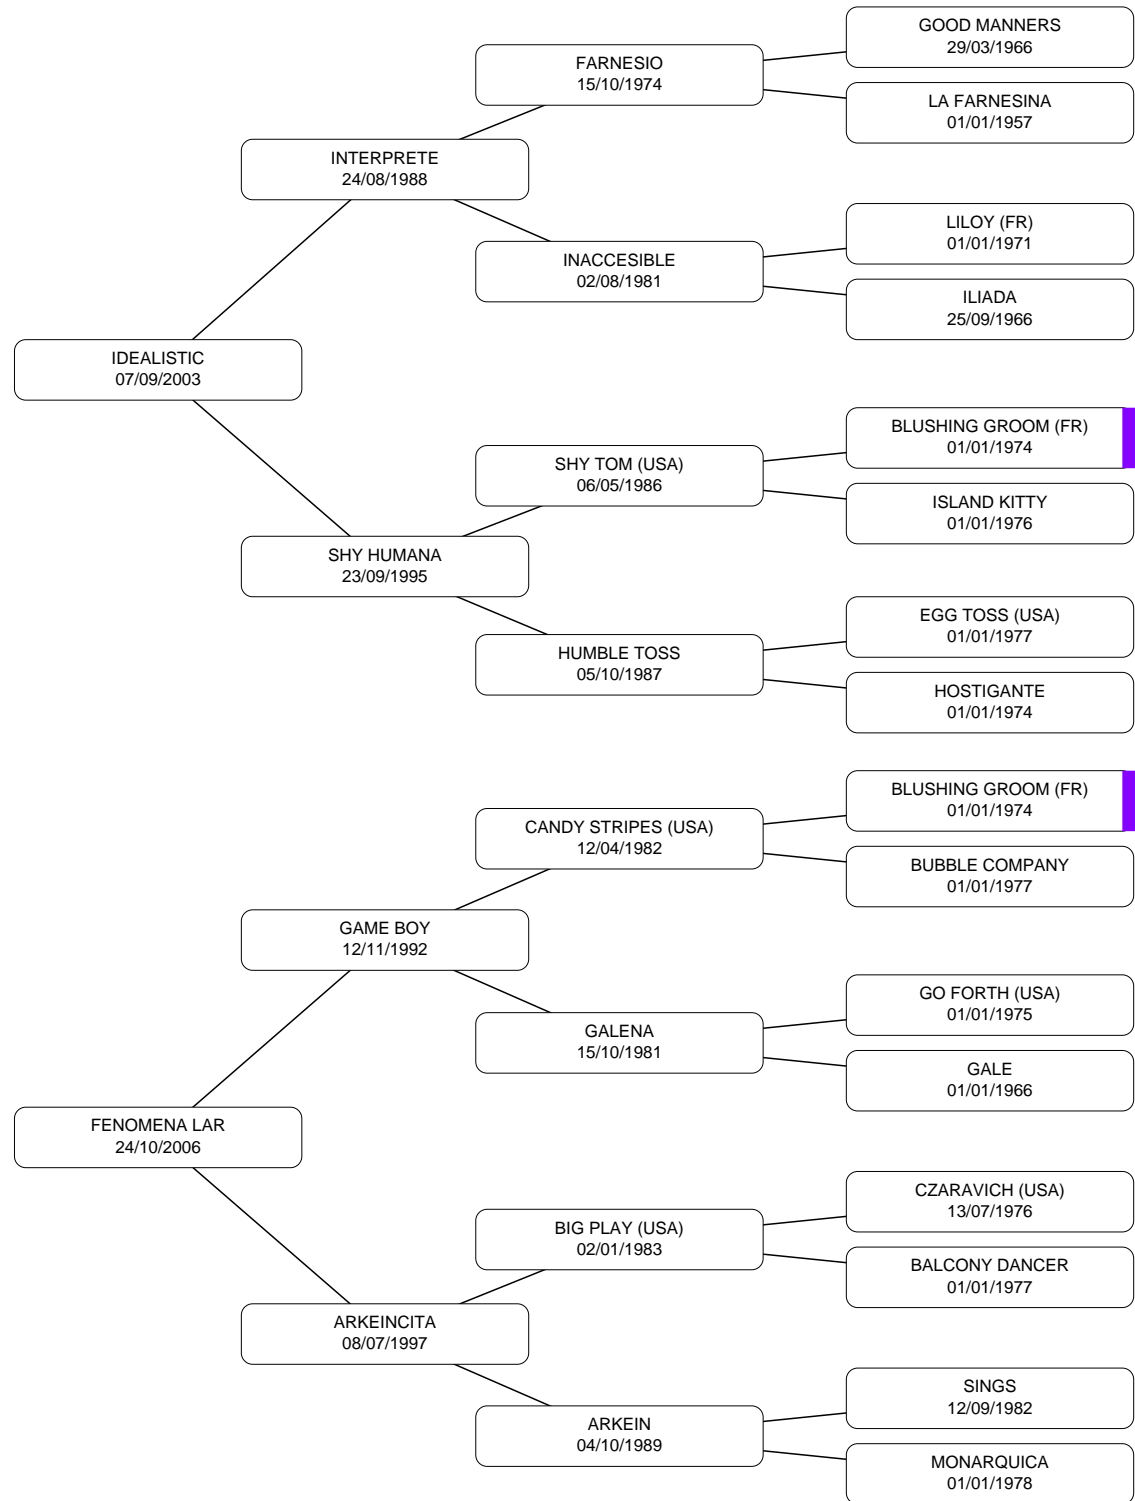 GOOD MANNERS
29/03/1966
FARNESIO
15/10/1974
LA FARNESINA
01/01/1957
INTERPRETE
24/08/1988
LILOY (FR)
01/01/1971
INACCESIBLE
02/08/1981
ILIADA
25/09/1966
IDEALISTIC
07/09/2003
BLUSHING GROOM (FR)
01/01/1974
SHY TOM (USA)
06/05/1986
ISLAND KITTY
01/01/1976
SHY HUMANA
23/09/1995
EGG TOSS (USA)
01/01/1977
HUMBLE TOSS
05/10/1987
HOSTIGANTE
01/01/1974
BLUSHING GROOM (FR)
01/01/1974
CANDY STRIPES (USA)
12/04/1982
BUBBLE COMPANY
01/01/1977
GAME BOY
12/11/1992
GO FORTH (USA)
01/01/1975
GALENA
15/10/1981
GALE
01/01/1966
FENOMENA LAR
24/10/2006
CZARAVICH (USA)
13/07/1976
BIG PLAY (USA)
02/01/1983
BALCONY DANCER
01/01/1977
ARKEINCITA
08/07/1997
SINGS
12/09/1982
ARKEIN
04/10/1989
MONARQUICA
01/01/1978